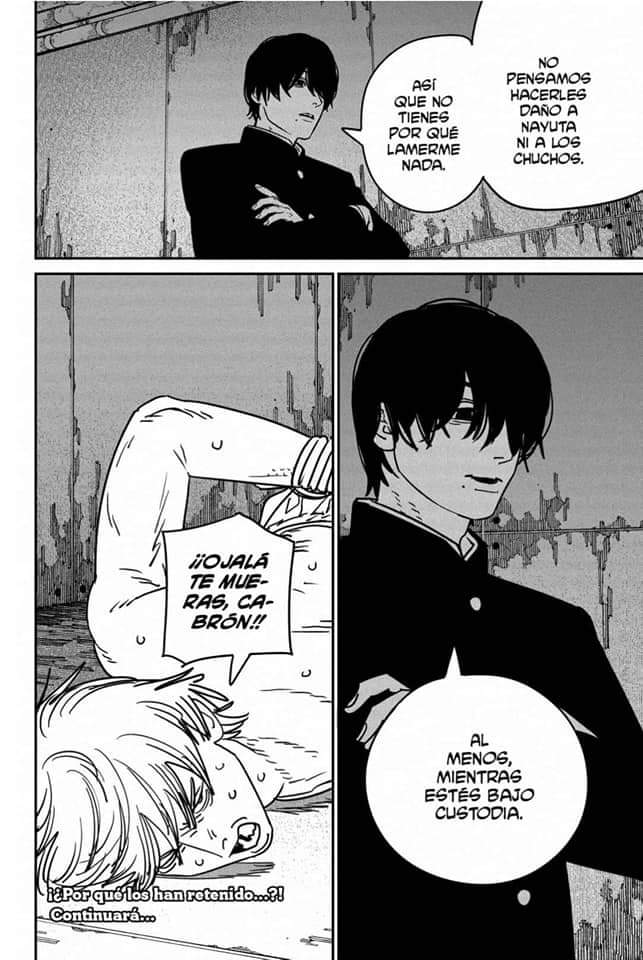 NO
PENSAMOS
HACERLES
DAÑO A
NAYUTA
NI A LOS
CHUCHOS.
ASÍ
QUE NO
TIENES
POR QUÉ
LAMERME
NADA.
AL
MENOS,
MIENTRAS
ESTÉS BAJO
CUSTODIA.
¡¡OJALÁ
TE MUE-
RAS, CA-
BRÓN!!
¡¿Por qué los han retenido...?!
Continuará...